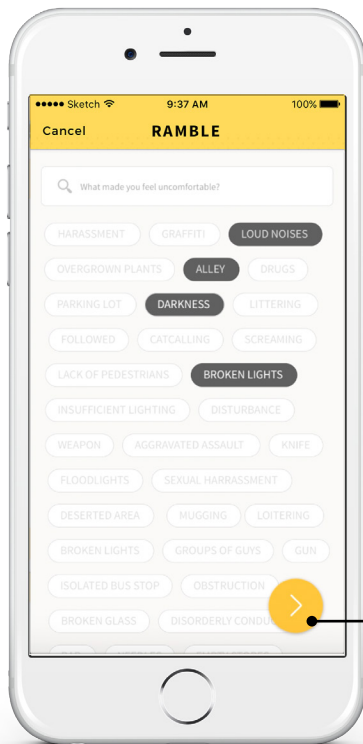 Sketch 9:37 AM 100%
Cancel RAMBLE
What made you feel uncomfortable?
HARASSMENT GRAFFITI LOUD NOISES
OVERGROWN PLANTS ALLEY DRUGS
PARKING LOT DARKNESS LITTERING
FOLLOWED CATCALLING SCREAMING
LACK OF PEDESTRIANS BROKEN LIGHTS
INSUFFICIENT LIGHTING DISTURBANCE
WEAPON AGGRAVATED ASSAULT KNIFE
FLOODLIGHTS SEXUAL HARRASSMENT
DESERTED AREA MUGGING LOITERING
BROKEN LIGHTS GROUPS OF GUYS GUN
ISOLATED BUS STOP OBSTRUCTION
BROKEN GLASS DISORDERLY CONDU